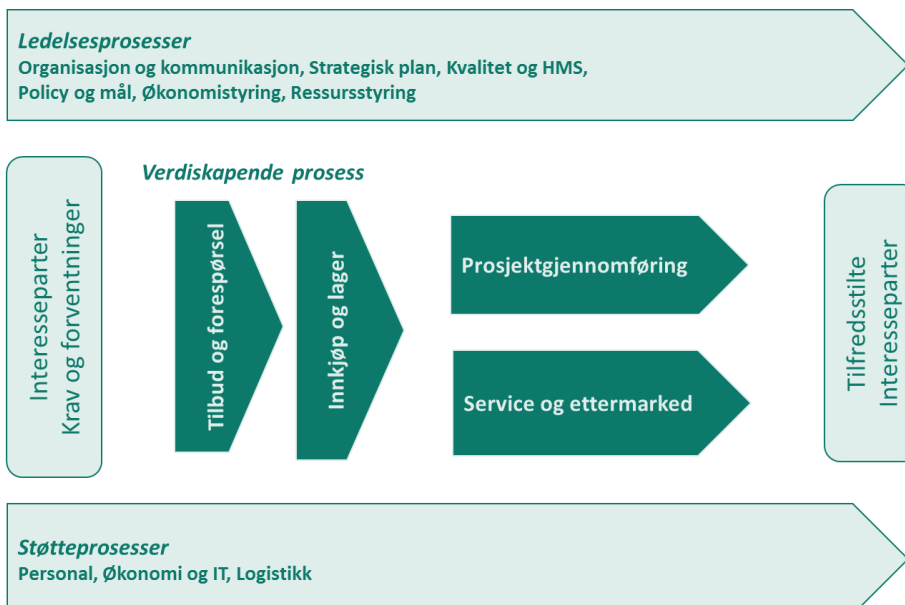 Ledelsesprosesser
Organisasjon og kommunikasjon, Strategisk plan, Kvalitet og HMS,
Policy og mål, Økonomistyring, Ressursstyring
Interesseparter
Krav og forventninger
Verdiskapende prosess
Tilbud og forespørsel
Innkjøp og lager
Prosjektgjennomføring
Service og ettermarked
Tilfredsstilte
Interesseparter
Støtteprosesser
Personal, Økonomi og IT, Logistikk